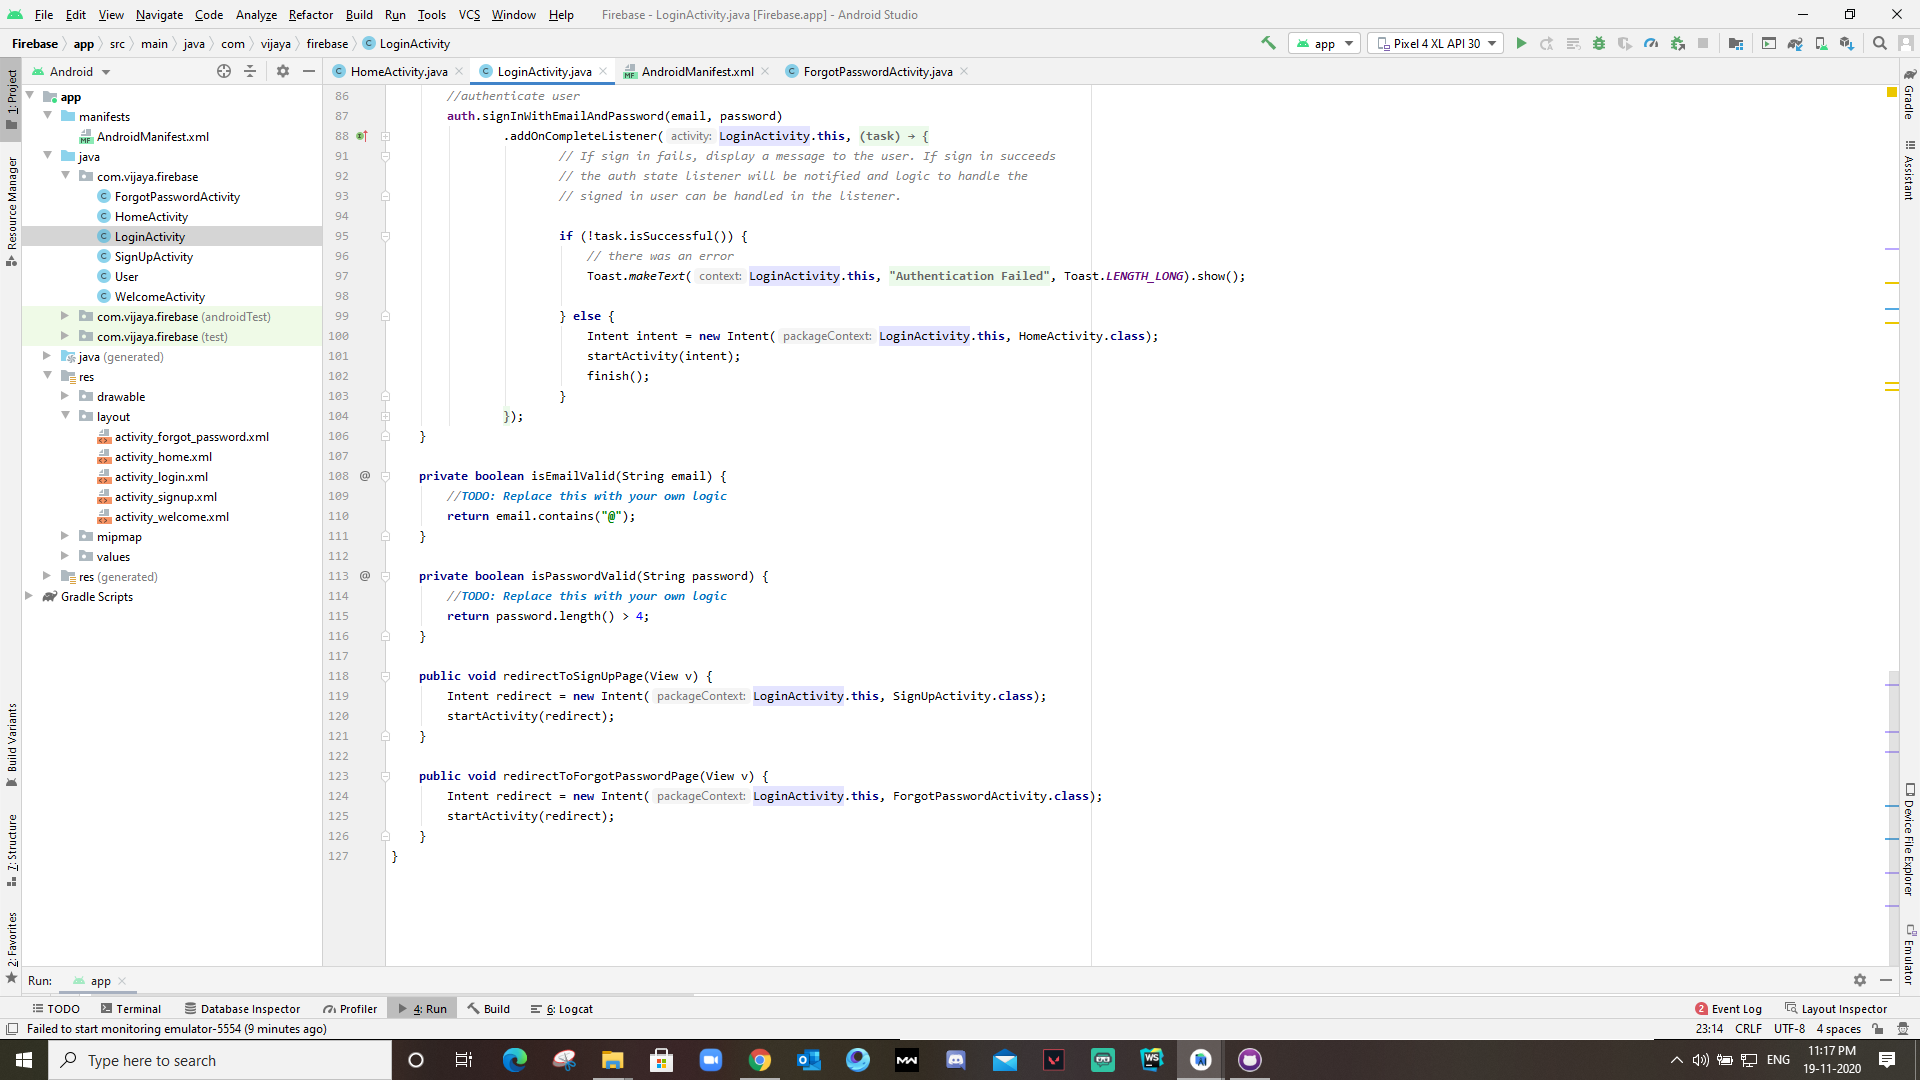 File Edit View Navigate Code Analyze Refactor Build Run Tools VCS Window Help Firebase - LoginActivity.java [Firebase.app] - Android Studio
Firebase app src main java com vijaya firebase LoginActivity app Pixel 4 XL API 30
Android HomeActivity.java LoginActivity.java AndroidManifest.xml ForgotPasswordActivity.java
1: Project
Resource Manager
Build Variants
7: Structure
2: Favorites
app
manifests
AndroidManifest.xml
java
com.vijaya.firebase
ForgotPasswordActivity
HomeActivity
LoginActivity
SignUpActivity
User
WelcomeActivity
com.vijaya.firebase (androidTest)
com.vijaya.firebase (test)
java (generated)
res
drawable
layout
activity_forgot_password.xml
activity_home.xml
activity_login.xml
activity_signup.xml
activity_welcome.xml
mipmap
values
res (generated)
Gradle Scripts
86 //authenticate user
87 auth.signInWithEmailAndPassword(email, password)
88 .addOnCompleteListener( activity: LoginActivity.this, (task) → {
91 // If sign in fails, display a message to the user. If sign in succeeds
92 // the auth state listener will be notified and logic to handle the
93 // signed in user can be handled in the listener.
94
95 if (!task.isSuccessful()) {
96 // there was an error
97 Toast.makeText( context: LoginActivity.this, "Authentication Failed", Toast.LENGTH_LONG).show();
98
99 } else {
100 Intent intent = new Intent( packageContext: LoginActivity.this, HomeActivity.class);
101 startActivity(intent);
102 finish();
103 }
104 });
106 }
107
108 @ private boolean isEmailValid(String email) {
109 //TODO: Replace this with your own logic
110 return email.contains("@");
111 }
112
113 @ private boolean isPasswordValid(String password) {
114 //TODO: Replace this with your own logic
115 return password.length() > 4;
116 }
117
118 public void redirectToSignUpPage(View v) {
119 Intent redirect = new Intent( packageContext: LoginActivity.this, SignUpActivity.class);
120 startActivity(redirect);
121 }
122
123 public void redirectToForgotPasswordPage(View v) {
124 Intent redirect = new Intent( packageContext: LoginActivity.this, ForgotPasswordActivity.class);
125 startActivity(redirect);
126 }
127 }
Gradle
Assistant
Device File Explorer
Emulator
Run: app
TODO Terminal Database Inspector Profiler 4: Run Build 6: Logcat 2 Event Log Layout Inspector
Failed to start monitoring emulator-5554 (9 minutes ago) 23:14 CRLF UTF-8 4 spaces
Type here to search ENG 11:17 PM
19-11-2020